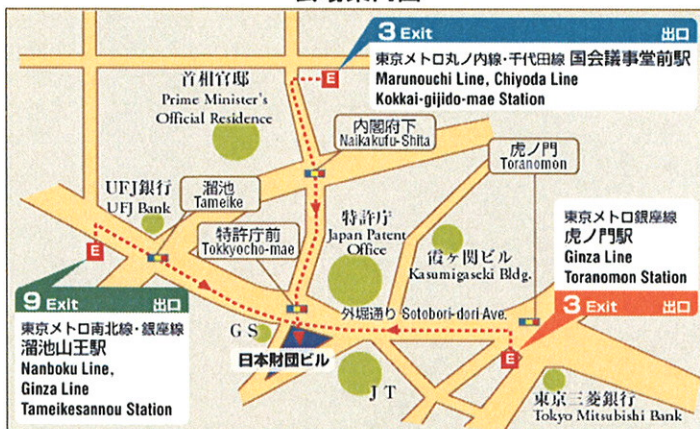 3 Exit 出口
東京メトロ丸ノ内線・千代田線 国会議事堂前駅
Marunouchi Line, Chiyoda Line
Kokkai-gijido-mae Station
E
首相官邸
Prime Minister's
Official Residence
内閣府下
Naikakufu-Shita
虎ノ門
Toranomon
UFJ銀行
UFJ Bank
溜池
Tameike
特許庁前
Tokkyocho-mae
特許庁
Japan Patent
Office
霞ヶ関ビル
Kasumigaseki Bldg.
東京メトロ銀座線
虎ノ門駅
Ginza Line
Toranomon Station
3 Exit 出口
E
E
9 Exit 出口
東京メトロ南北線・銀座線
溜池山王駅
Nanboku Line,
Ginza Line
Tameikesannou Station
外堀通り Sotobori-dori Ave.
G S
日本財団ビル
J T
東京三菱銀行
Tokyo Mitsubishi Bank